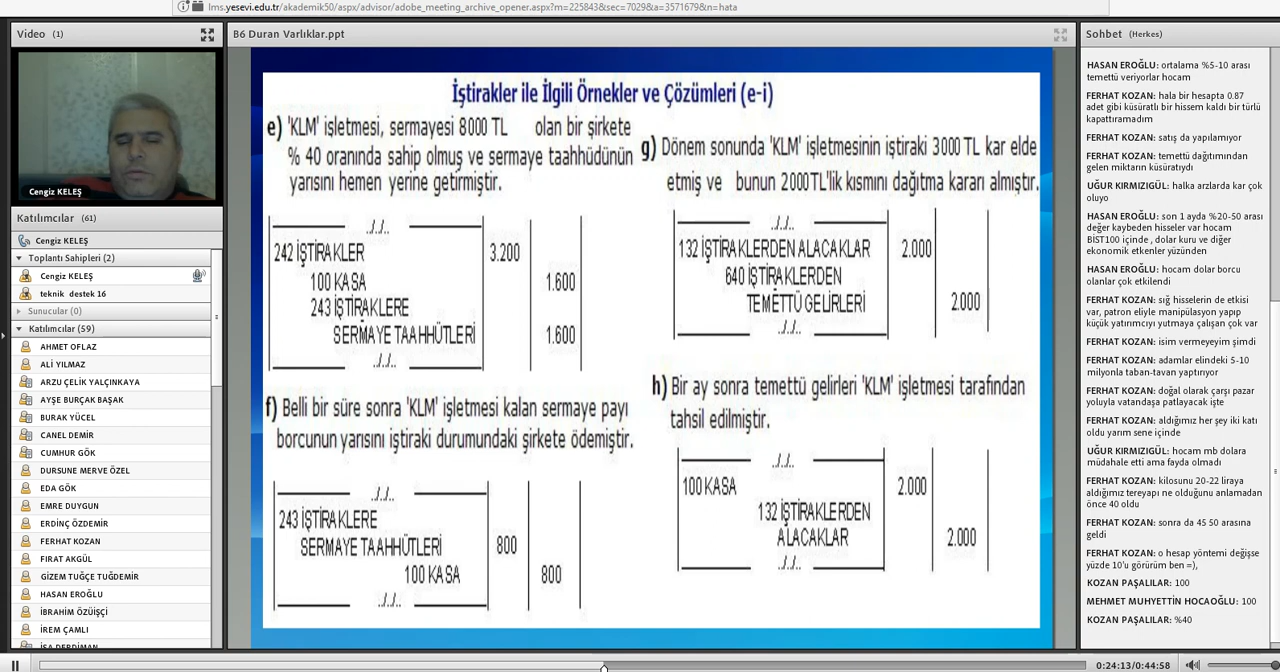 lms.yesevi.edu.tr/akademik50/aspx/advisor/adobe_meeting_archive_opener.aspx?m=225843&sec=7029&a=3571679&n=hata
Video (1)
Cengiz KELEŞ
Katılımcılar (61)
Cengiz KELEŞ
Toplantı Sahipleri (2)
Cengiz KELEŞ
teknik destek 16
Sunucular (0)
Katılımcılar (59)
AHMET OFLAZ
ALİ YILMAZ
ARZU ÇELİK YALÇINKAYA
AYŞE BURÇAK BAŞAK
BURAK YÜCEL
CANEL DEMİR
CUMHUR GÖK
DURSUNE MERVE ÖZEL
EDA GÖK
EMRE DUYGUN
ERDİNÇ ÖZDEMİR
FERHAT KOZAN
FIRAT AKGÜL
GİZEM TUĞÇE TUĞDEMİR
HASAN EROĞLU
İBRAHİM ÖZÜİŞÇİ
İREM ÇAMLI
B6 Duran Varlıklar.ppt
İştirakler ile İlgili Örnekler ve Çözümleri (e-i)
e) 'KLM' işletmesi, sermayesi 8000 TL olan bir şirkete
% 40 oranında sahip olmuş ve sermaye taahhüdünün
yarısını hemen yerine getirmiştir.
./../..
242 İŞTİRAKLER 3.200
100 KASA 1.600
243 İŞTİRAKLERE
SERMAYE TAAHHÜTLERİ 1.600
./../..
f) Belli bir süre sonra 'KLM' işletmesi kalan sermaye payı
borcunun yarısını iştiraki durumundaki şirkete ödemiştir.
./../..
243 İŞTİRAKLERE
SERMAYE TAAHHÜTLERİ 800
100 KASA 800
./../..
g) Dönem sonunda 'KLM' işletmesinin iştiraki 3000 TL kar elde
etmiş ve bunun 2000TL'lik kısmını dağıtma kararı almıştır.
./../..
132 İŞTİRAKLERDEN ALACAKLAR 2.000
640 İŞTİRAKLERDEN
TEMETTÜ GELİRLERİ 2.000
./../..
h) Bir ay sonra temettü gelirleri 'KLM' işletmesi tarafından
tahsil edilmiştir.
./../..
100 KASA 2.000
132 İŞTİRAKLERDEN
ALACAKLAR 2.000
./../..
Sohbet (Herkes)
HASAN EROĞLU: ortalama %5-10 arası
temettü veriyorlar hocam
FERHAT KOZAN: hala bir hesapta 0.87
adet gibi küsüratlı bir hissem kaldı bir türlü
kapattıramadım
FERHAT KOZAN: satış da yapılamıyor
FERHAT KOZAN: temettü dağıtımından
gelen miktarın küsüratıydı
UĞUR KIRMIZIGÜL: halka arzlarda kar çok
oluyo
HASAN EROĞLU: son 1 ayda %20-50 arası
değer kaybeden hisseler var hocam
BIST100 içinde , dolar kuru ve diğer
ekonomik etkenler yüzünden
HASAN EROĞLU: hocam dolar borcu
olanlar çok etkilendi
FERHAT KOZAN: sığ hisselerin de etkisi
var, patron eliyle manipülasyon yapıp
küçük yatırımcıyı yutmaya çalışan çok var
FERHAT KOZAN: isim vermeyeyim şimdi
FERHAT KOZAN: adamlar elindeki 5-10
milyonla taban-tavan yaptırıyor
FERHAT KOZAN: doğal olarak çarşı pazar
yoluyla vatandaşa patlayacak işte
FERHAT KOZAN: aldığımız her şey iki katı
oldu yarım sene içinde
UĞUR KIRMIZIGÜL: hocam mb dolara
müdahale etti ama fayda olmadı
FERHAT KOZAN: kilosunu 20-22 liraya
aldığımız tereyapı ne olduğunu anlamadan
önce 40 oldu
FERHAT KOZAN: sonra da 45 50 arasına
geldi
FERHAT KOZAN: o hesap yöntemi değişse
yüzde 10'u görürüm ben =),
KOZAN PAŞALILAR: 100
MEHMET MUHYETTİN HOCAOĞLU: 100
KOZAN PAŞALILAR: %40
0:24:13/0:44:58